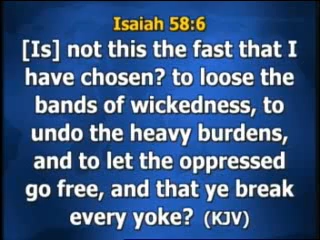 Isaiah 58:6
[Is] not this the fast that I
have chosen? to loose the
bands of wickedness, to
undo the heavy burdens,
and to let the oppressed
go free, and that ye break
every yoke? (KJV)